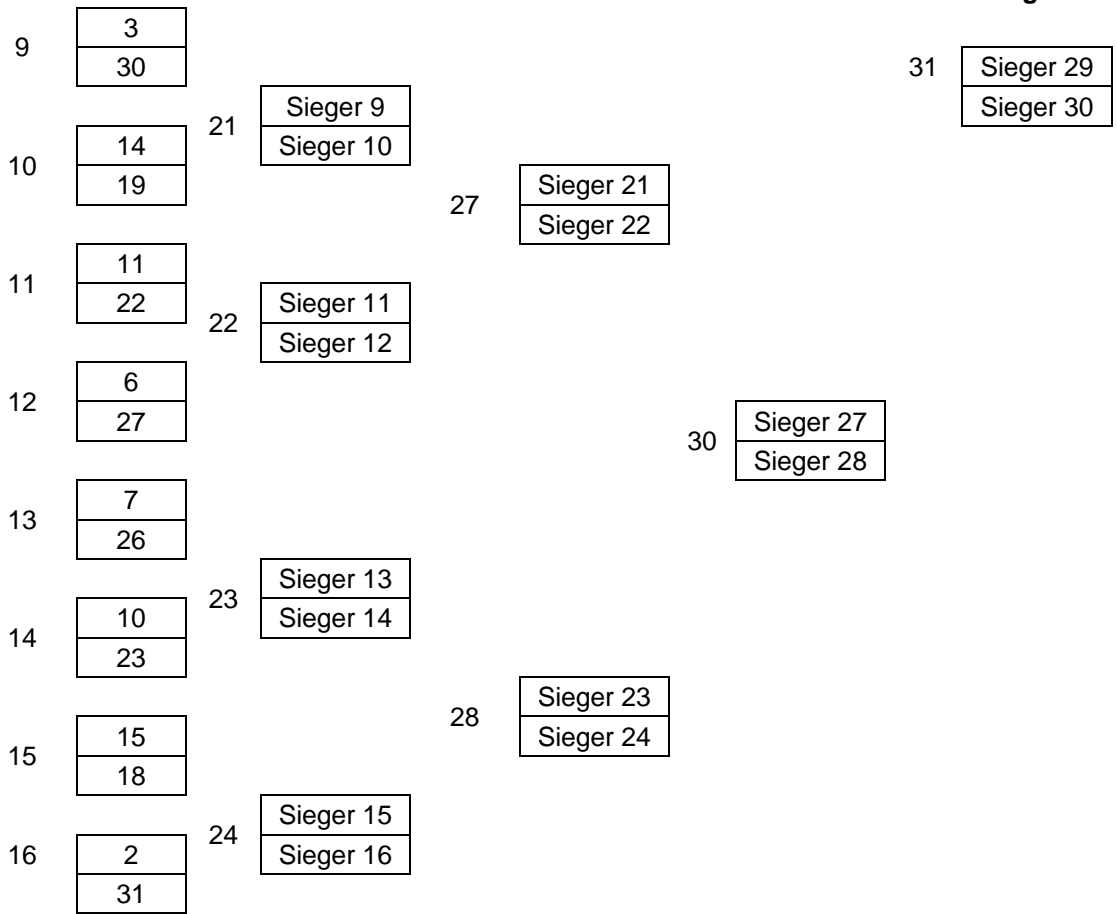 9
3
30
31
Sieger 29
Sieger 30
21
Sieger 9
Sieger 10
10
14
19
27
Sieger 21
Sieger 22
11
11
22
22
Sieger 11
Sieger 12
12
6
27
30
Sieger 27
Sieger 28
13
7
26
23
Sieger 13
Sieger 14
14
10
23
28
Sieger 23
Sieger 24
15
15
18
24
Sieger 15
Sieger 16
16
2
31